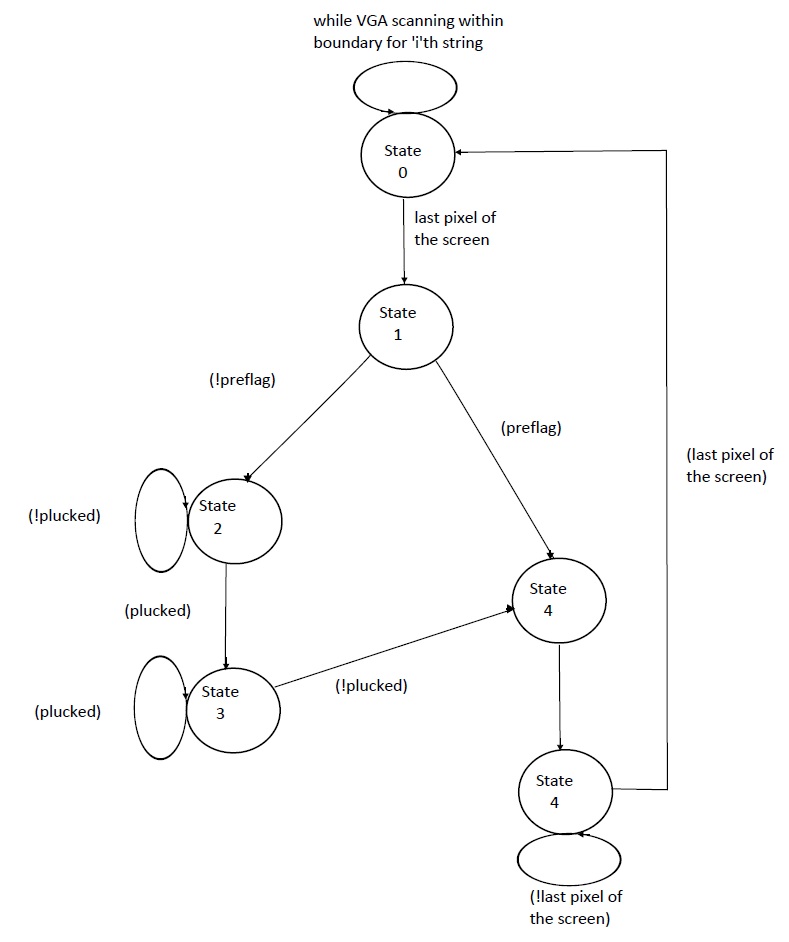 while VGA scanning within
boundary for 'i'th string
State
0
last pixel of
the screen
State
1
(!preflag)
(preflag)
(last pixel of
the screen)
State
2
(!plucked)
State
4
(plucked)
State
3
(!plucked)
(plucked)
State
4
(!last pixel of
the screen)